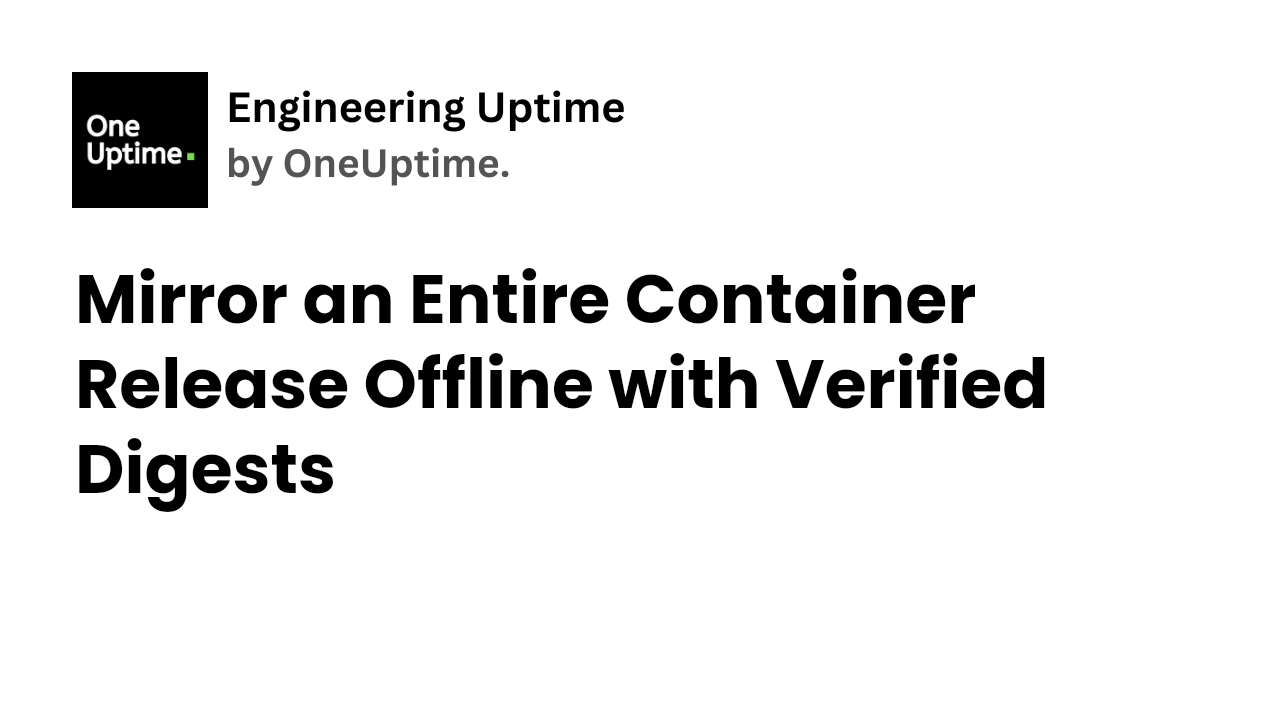 One
Uptime
Engineering Uptime
by OneUptime.
Mirror an Entire Container
Release Offline with Verified
Digests